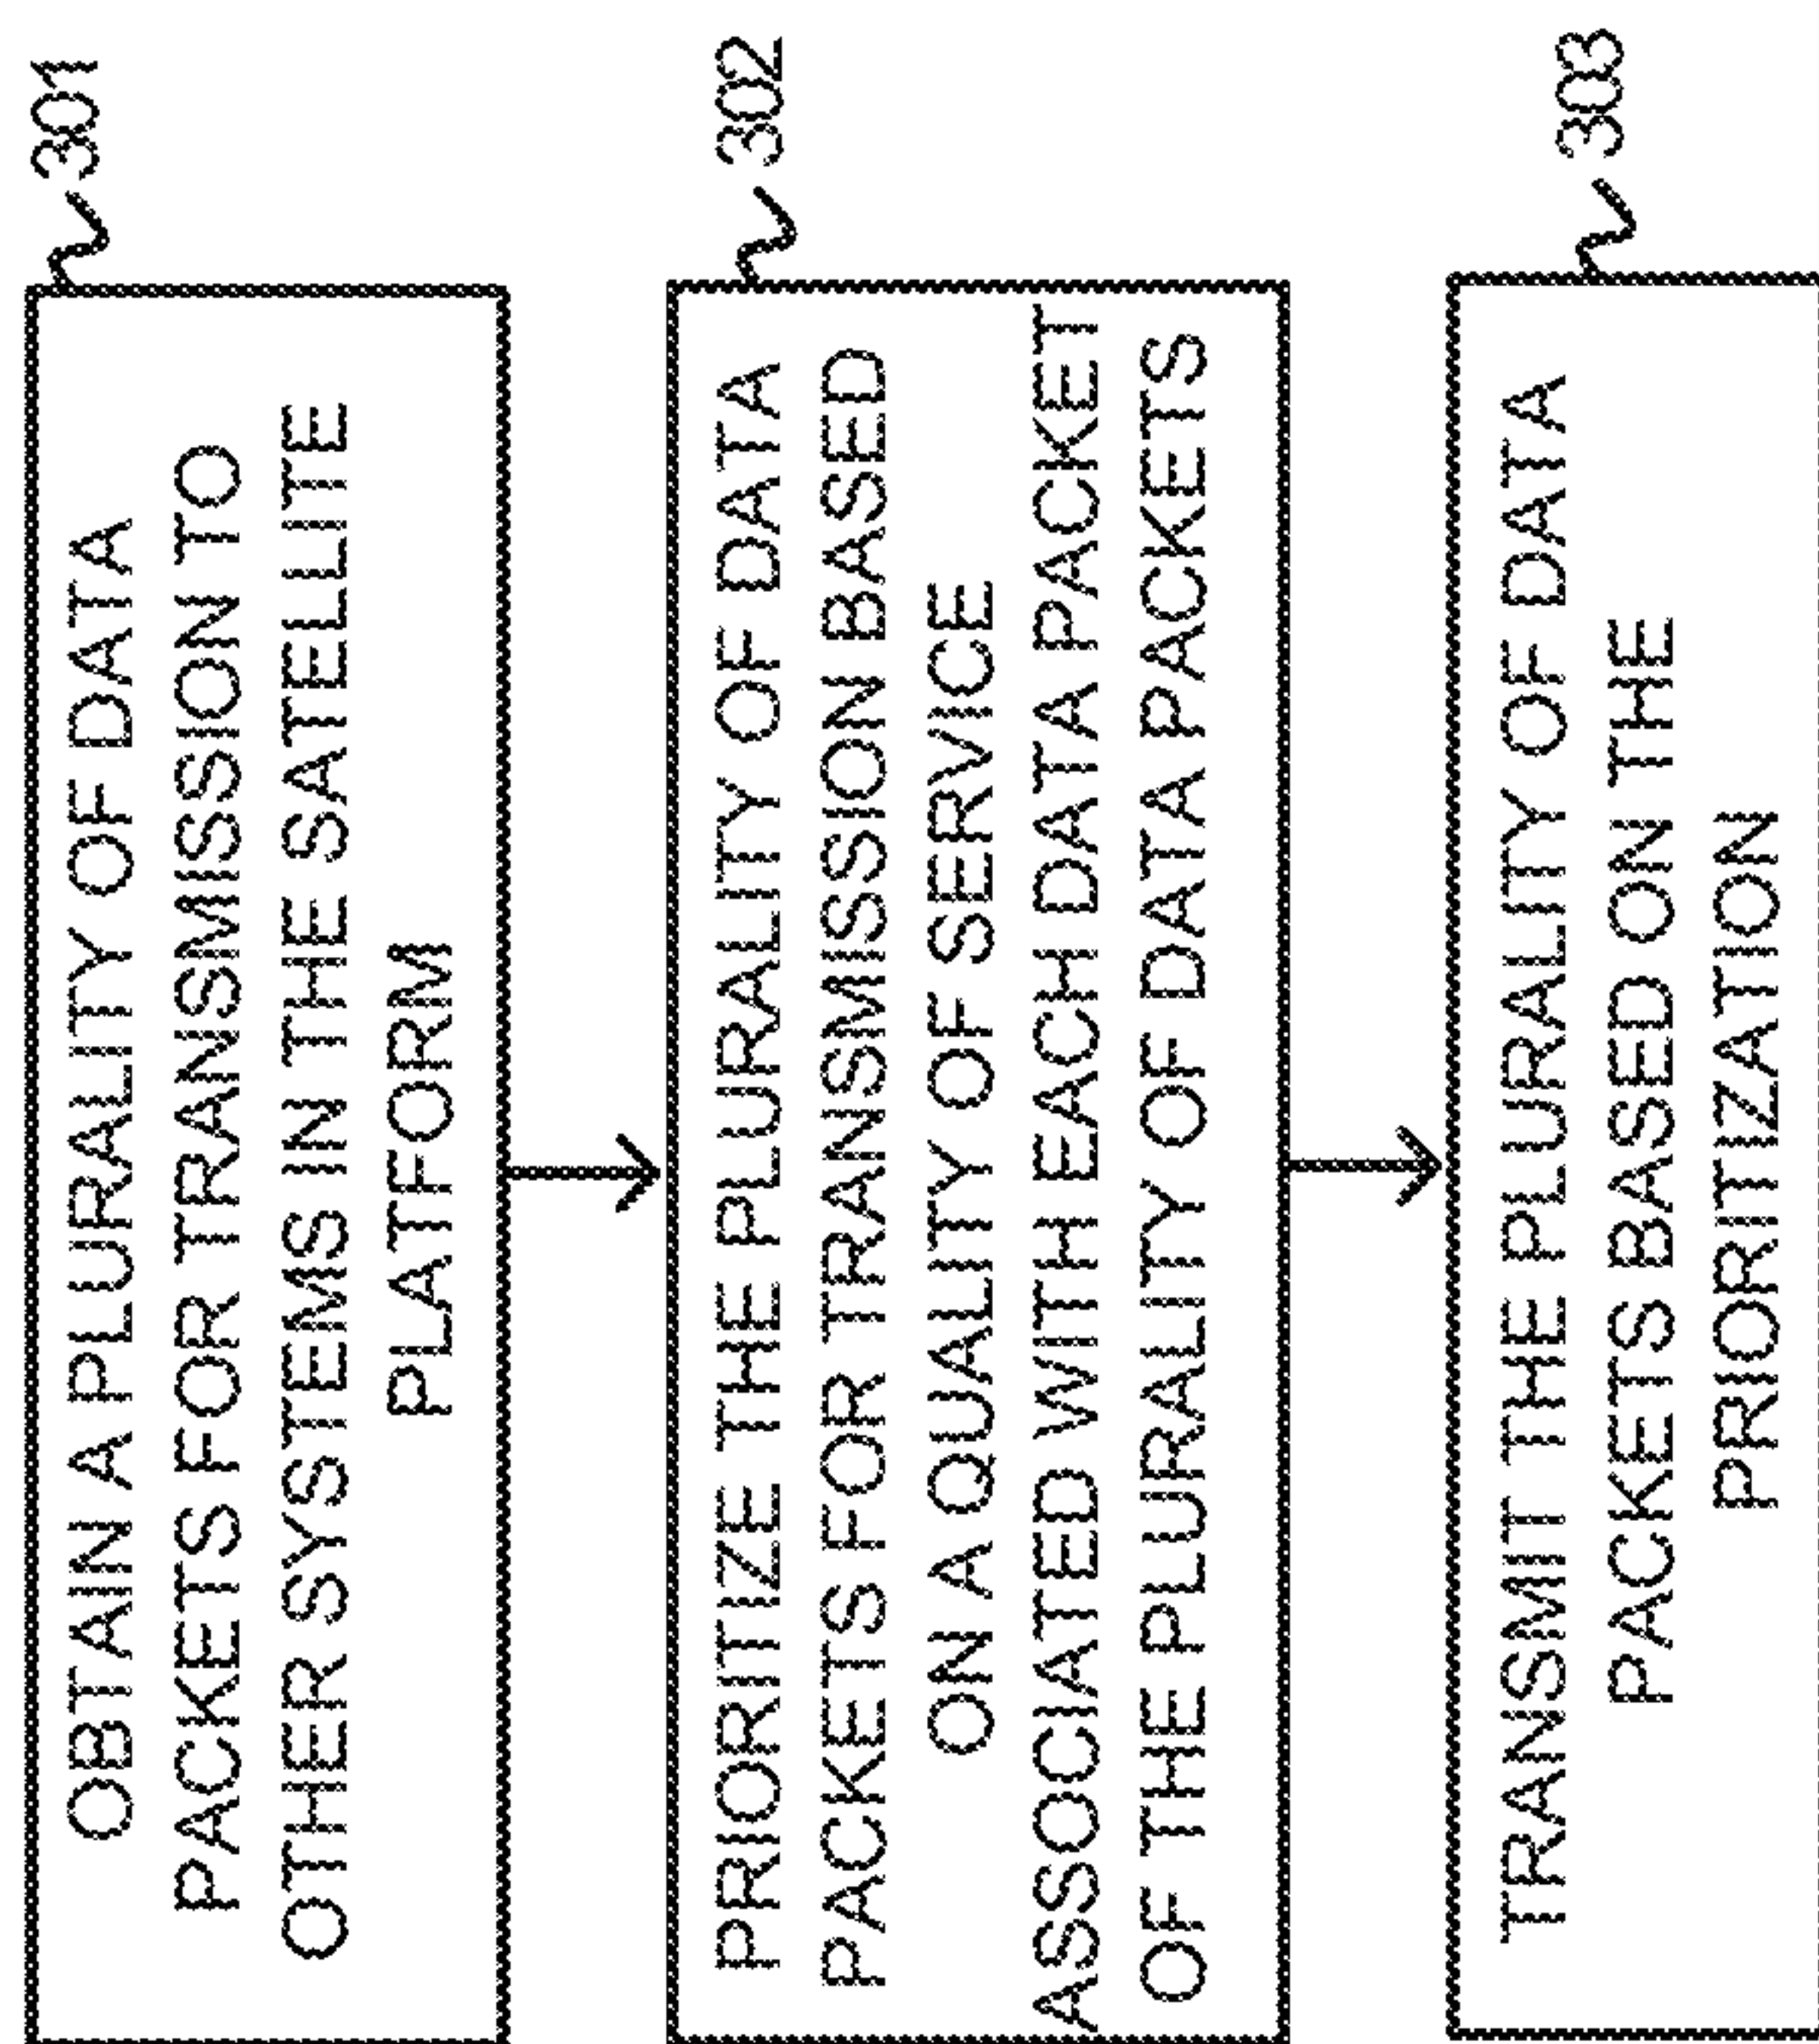 OBTAIN A PLURALITY OF DATA
PACKETS FOR TRANSMISSION TO
OTHER SYSTEMS IN THE SATELLITE
PLATFORM
301
PRIORITIZE THE PLURALITY OF DATA
PACKETS FOR TRANSMISSION BASED
ON A QUALITY OF SERVICE
ASSOCIATED WITH EACH DATA PACKET
OF THE PLURALITY OF DATA PACKETS
302
TRANSMIT THE PLURALITY OF DATA
PACKETS BASED ON THE
PRIORITIZATION
303